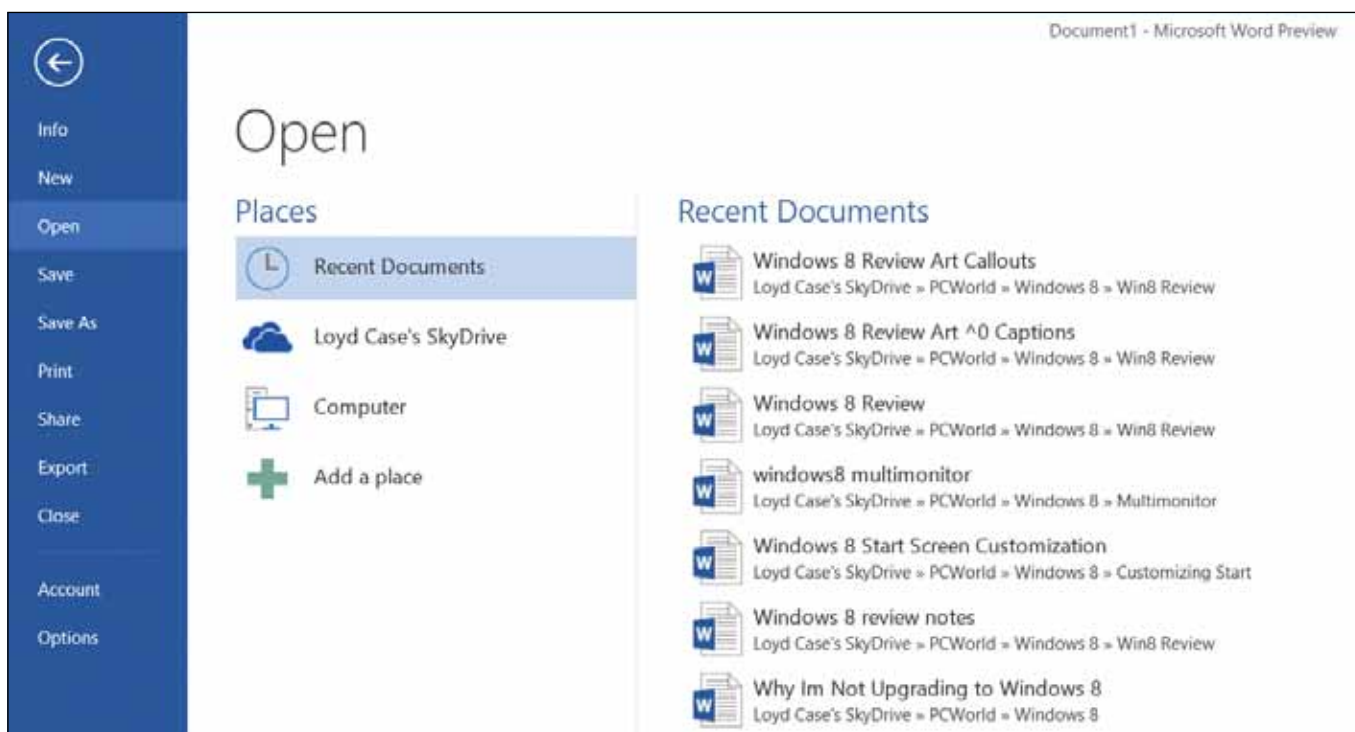 Document1 - Microsoft Word Preview
Info
New
Open
Save
Save As
Print
Share
Export
Close
Account
Options
Open
Places
Recent Documents
Loyd Case's SkyDrive
Computer
Add a place
Recent Documents
Windows 8 Review Art Callouts
Loyd Case's SkyDrive » PCWorld » Windows 8 » Win8 Review
Windows 8 Review Art ^0 Captions
Loyd Case's SkyDrive » PCWorld » Windows 8 » Win8 Review
Windows 8 Review
Loyd Case's SkyDrive » PCWorld » Windows 8 » Win8 Review
windows8 multimonitor
Loyd Case's SkyDrive » PCWorld » Windows 8 » Multimonitor
Windows 8 Start Screen Customization
Loyd Case's SkyDrive » PCWorld » Windows 8 » Customizing Start
Windows 8 review notes
Loyd Case's SkyDrive » PCWorld » Windows 8 » Win8 Review
Why Im Not Upgrading to Windows 8
Loyd Case's SkyDrive » PCWorld » Windows 8